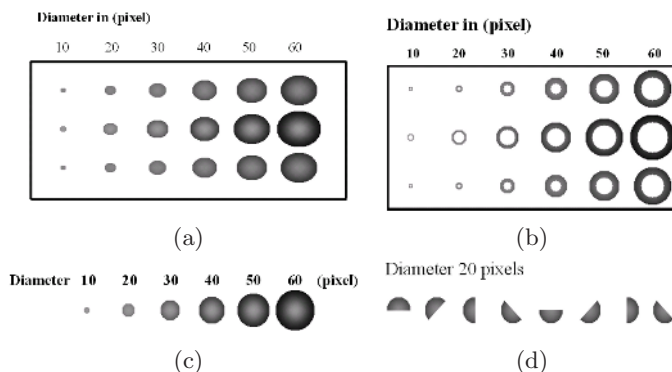 Diameter in (pixel)
10 20 30 40 50 60
(a)
Diameter in (pixel)
10 20 30 40 50 60
(b)
Diameter 10 20 30 40 50 60 (pixel)
(c)
Diameter 20 pixels
(d)